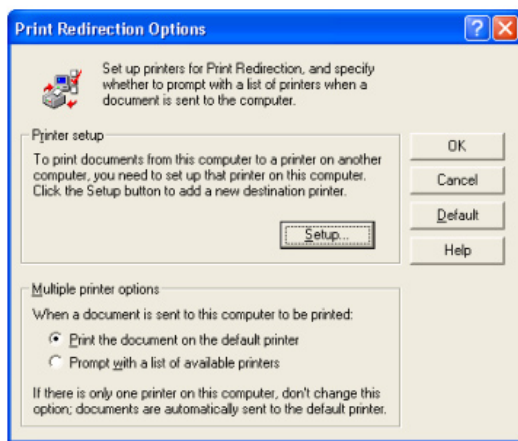 Print Redirection Options
Set up printers for Print Redirection, and specify
whether to prompt with a list of printers when a
document is sent to the computer.
Printer setup
To print documents from this computer to a printer on another
computer, you need to set up that printer on this computer.
Click the Setup button to add a new destination printer.
Setup...
OK
Cancel
Default
Help
Multiple printer options
When a document is sent to this computer to be printed:
Print the document on the default printer
Prompt with a list of available printers
If there is only one printer on this computer, don't change this
option; documents are automatically sent to the default printer.